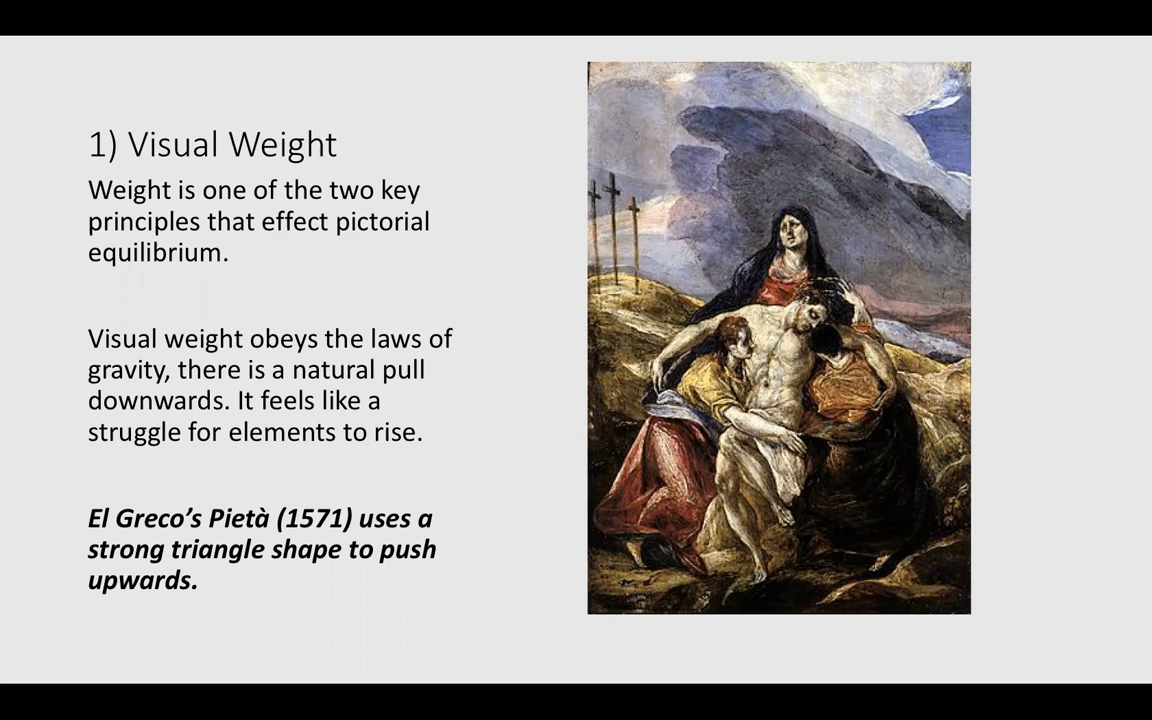 1) Visual Weight
Weight is one of the two key
principles that effect pictorial
equilibrium.
Visual weight obeys the laws of
gravity, there is a natural pull
downwards. It feels like a
struggle for elements to rise.
El Greco’s Pietà (1571) uses a
strong triangle shape to push
upwards.